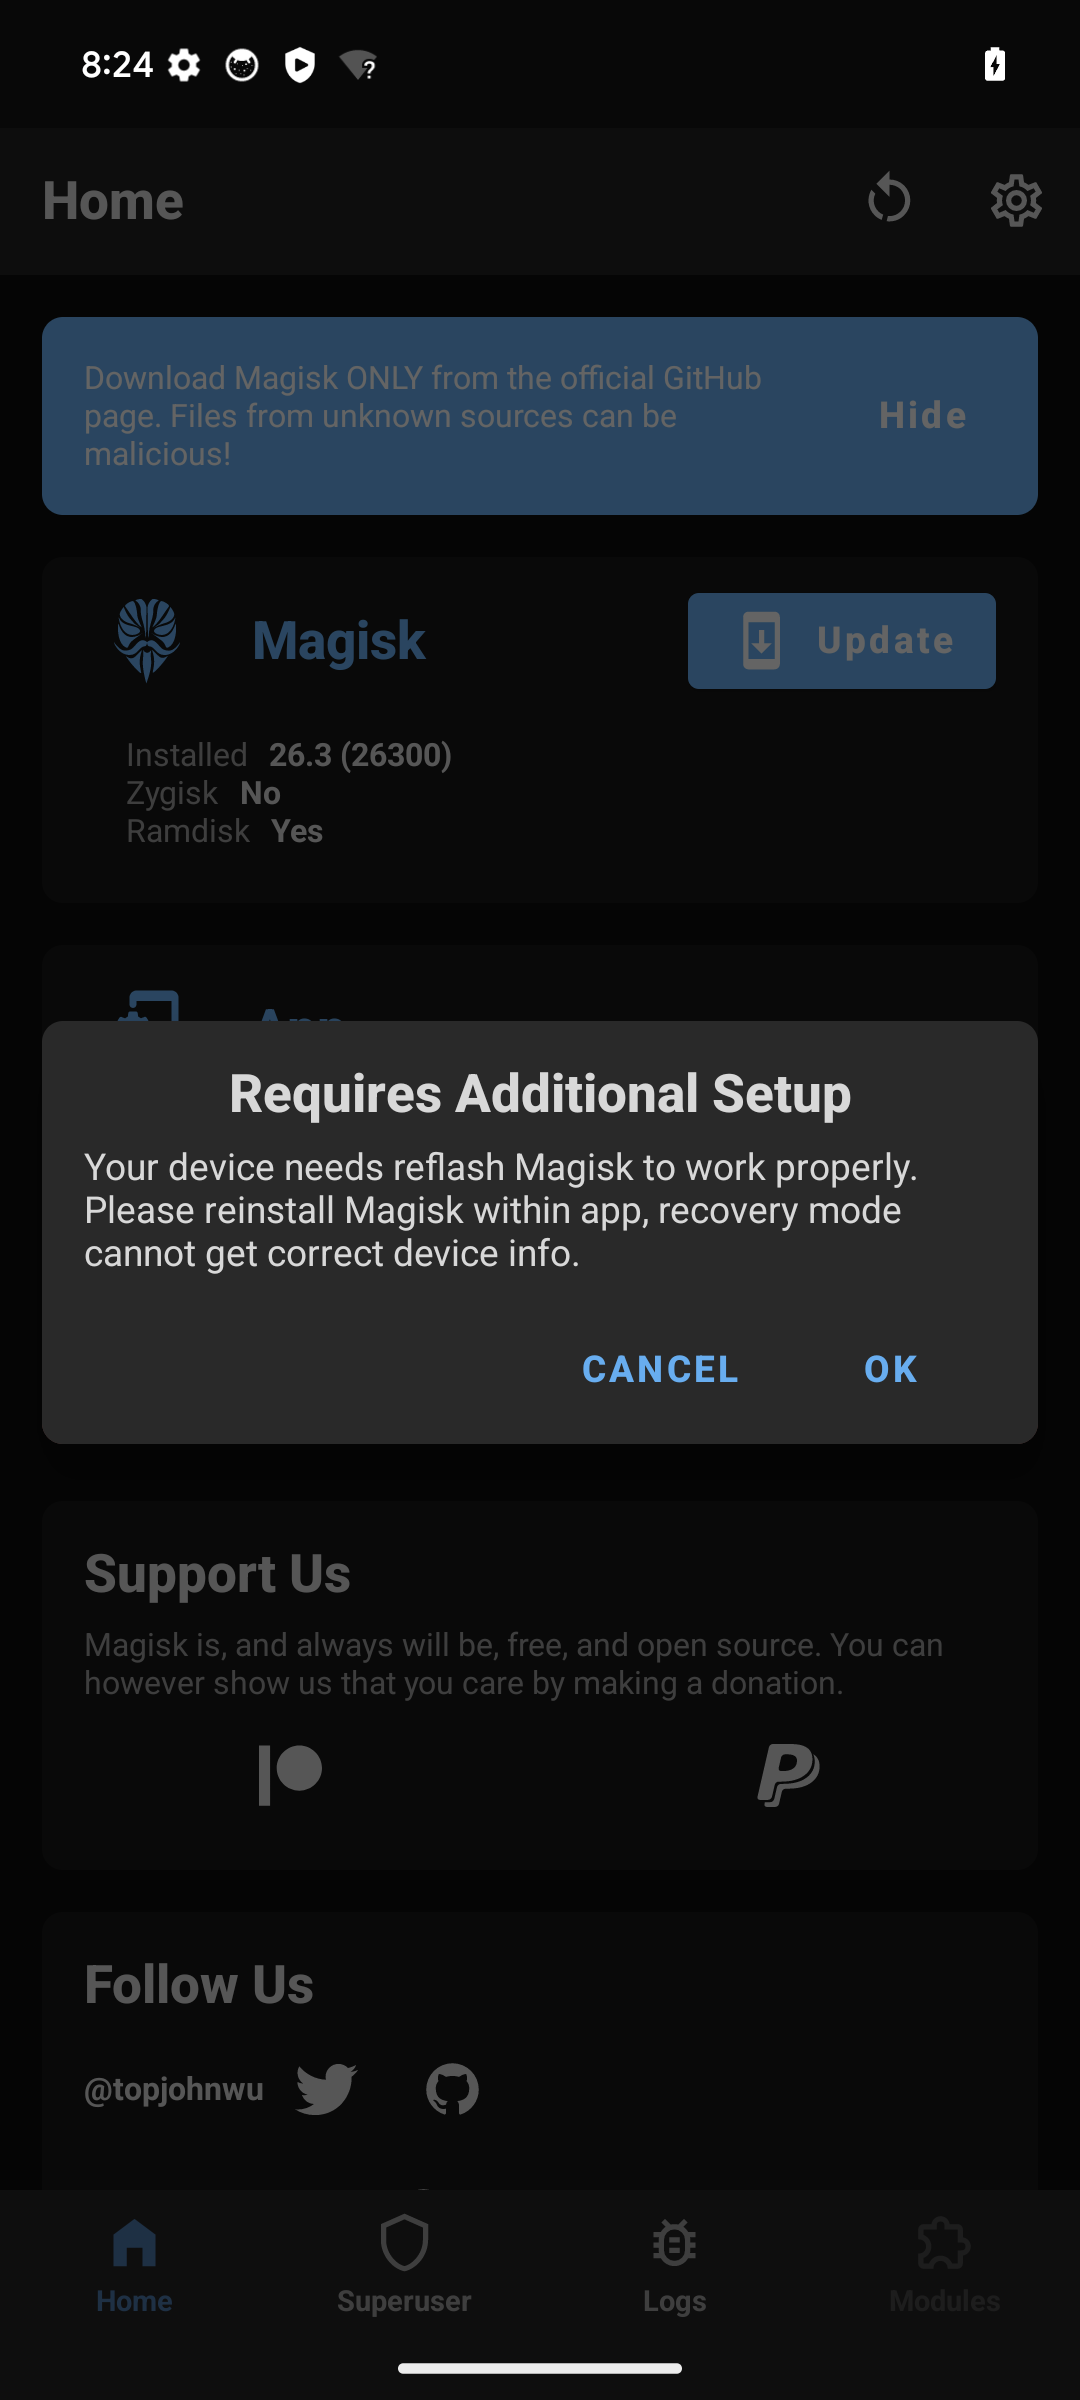 8:24
Home
Download Magisk ONLY from the official GitHub
page. Files from unknown sources can be
malicious!
Hide
Magisk
Update
Installed 26.3 (26300)
Zygisk No
Ramdisk Yes
App
Requires Additional Setup
Your device needs reflash Magisk to work properly.
Please reinstall Magisk within app, recovery mode
cannot get correct device info.
CANCEL OK
Support Us
Magisk is, and always will be, free, and open source. You can
however show us that you care by making a donation.
Follow Us
@topjohnwu
Home Superuser Logs Modules